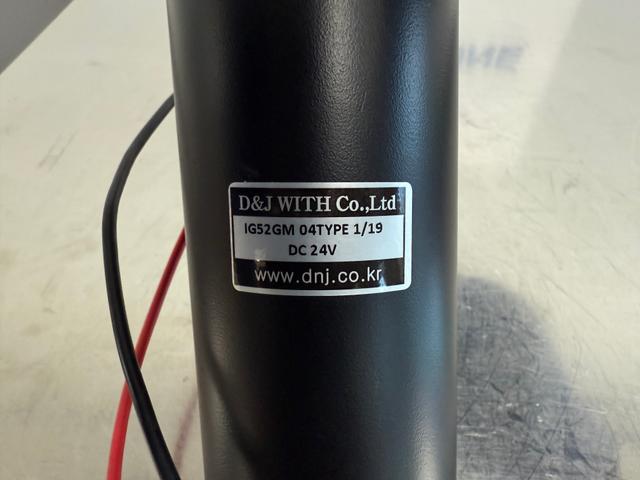 D&J WITH Co.,Ltd
IG52GM 04TYPE 1/19
DC 24V
www.dnj.co.kr